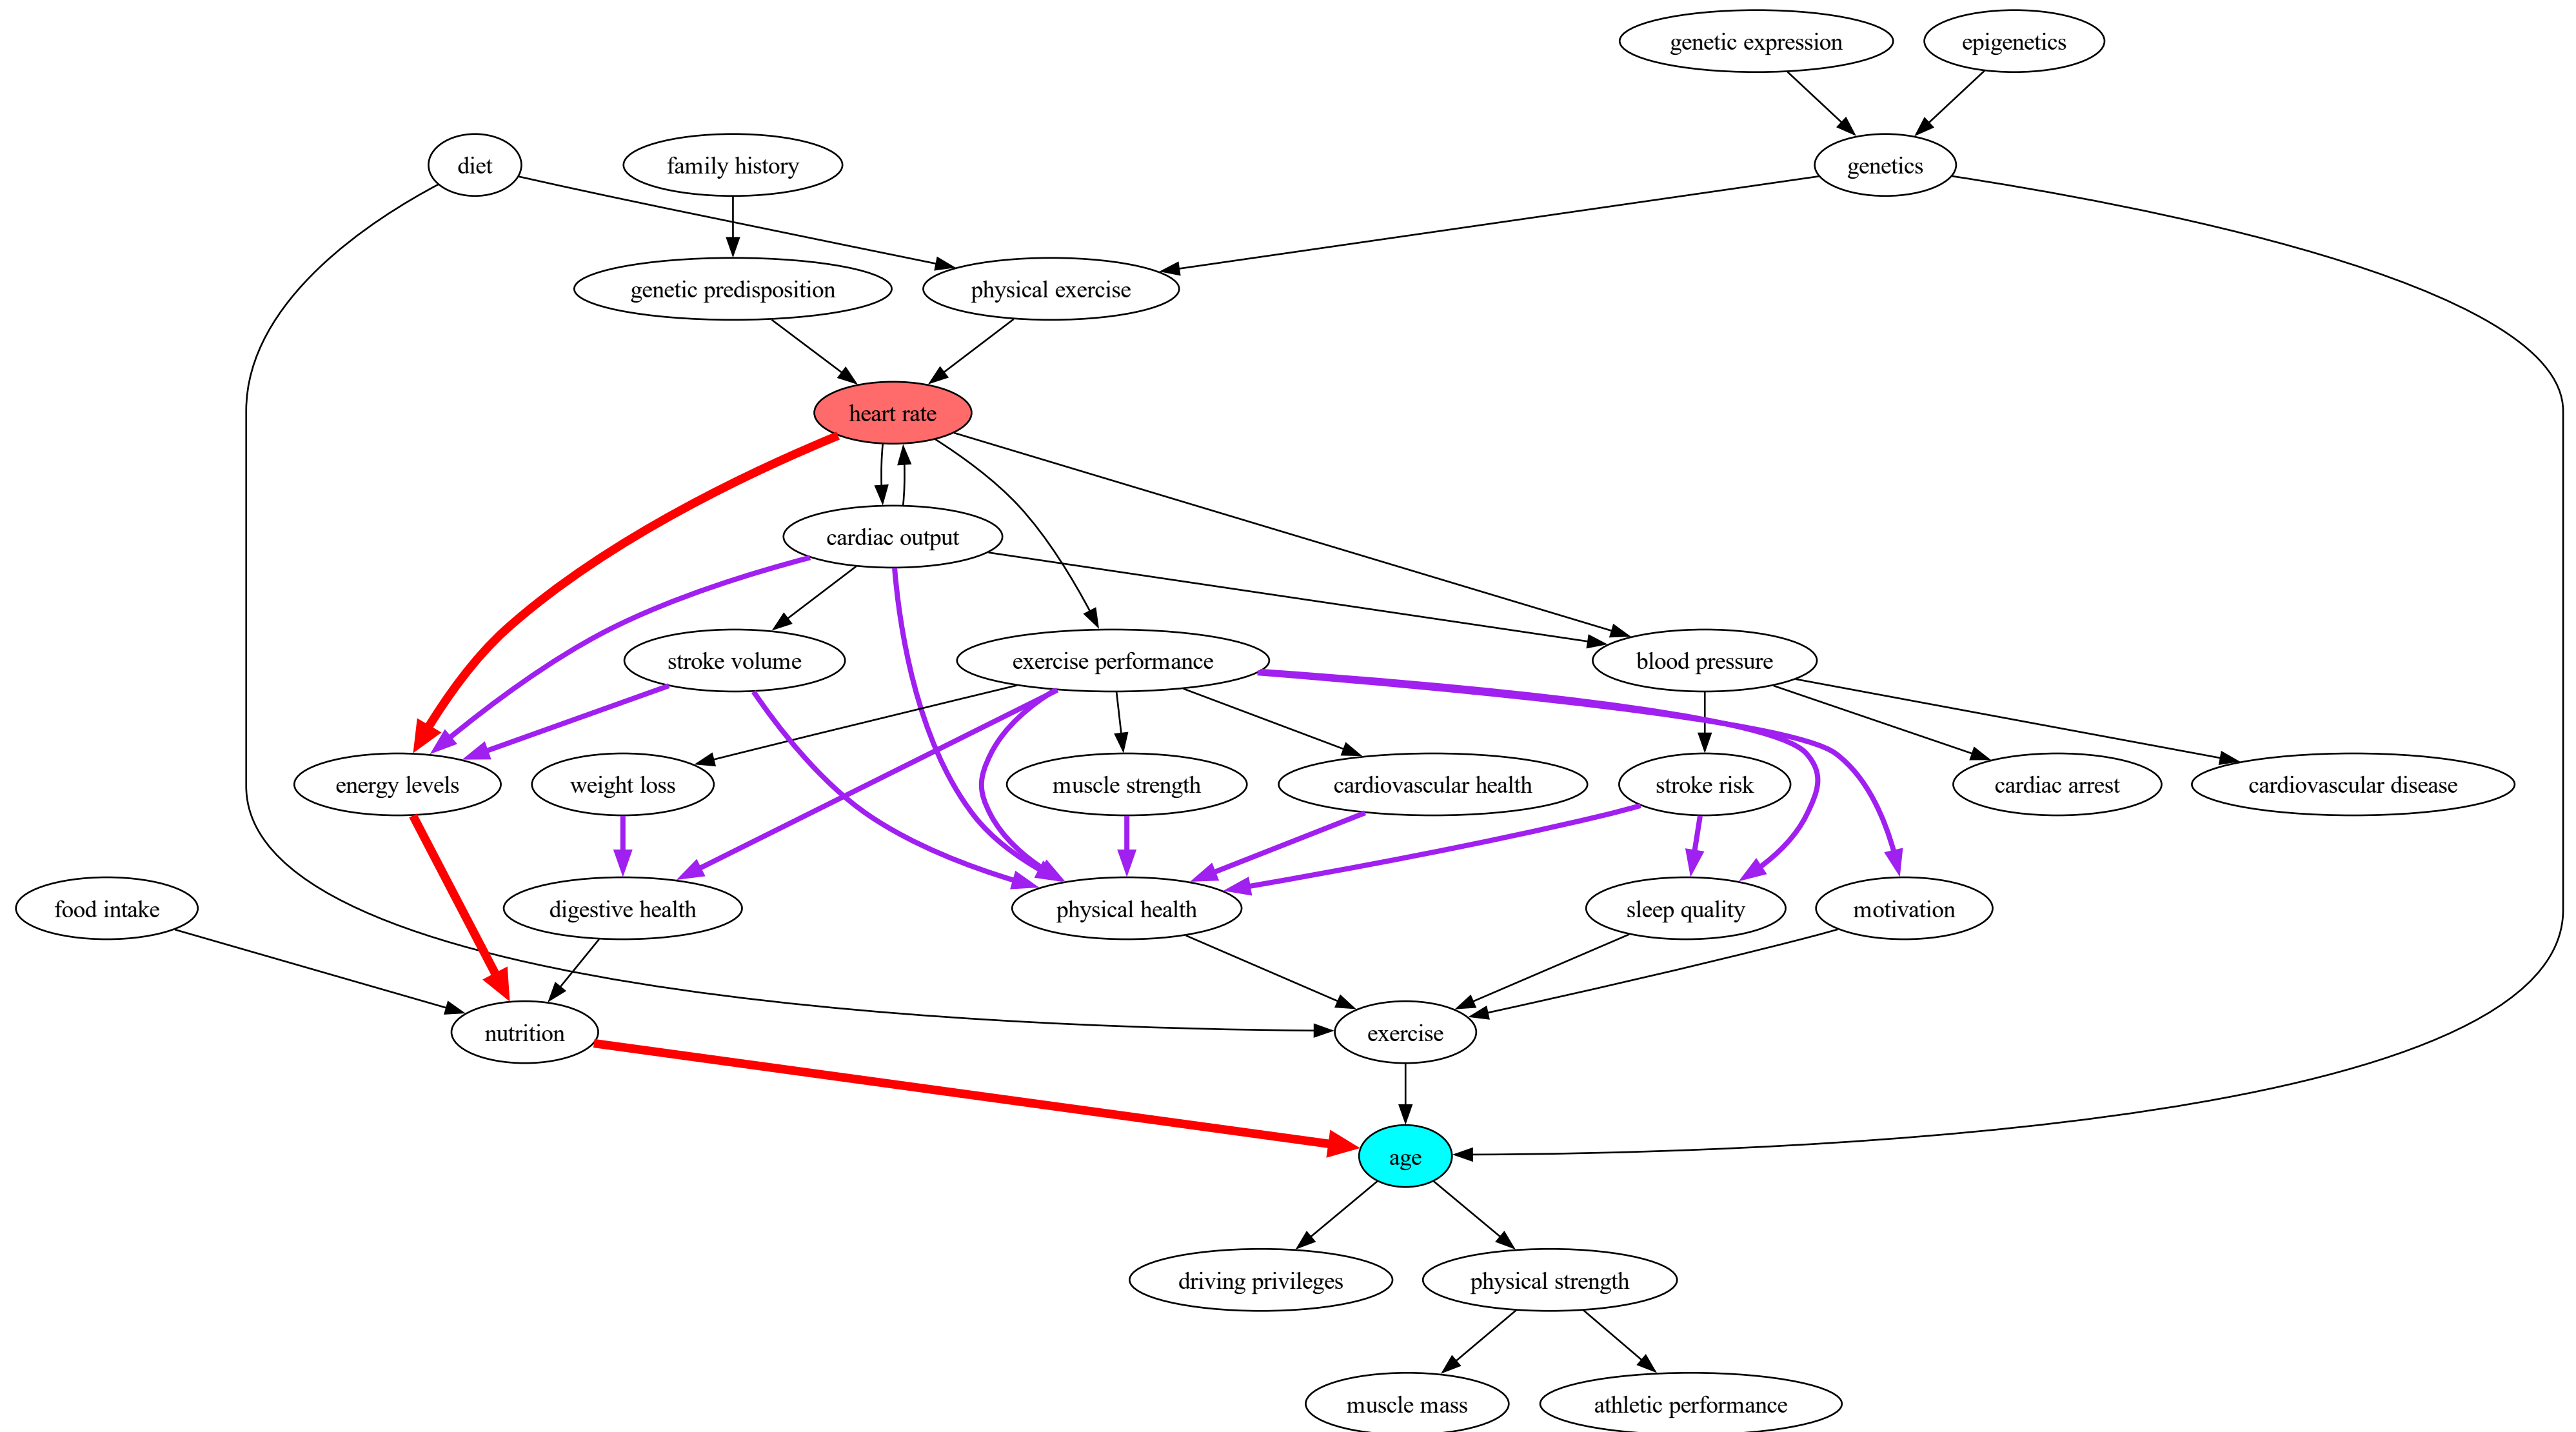 genetic expression
epigenetics
diet
family history
genetics
genetic predisposition
physical exercise
heart rate
cardiac output
stroke volume
exercise performance
blood pressure
energy levels
weight loss
muscle strength
cardiovascular health
stroke risk
cardiac arrest
cardiovascular disease
food intake
digestive health
physical health
sleep quality
motivation
nutrition
exercise
age
driving privileges
physical strength
muscle mass
athletic performance